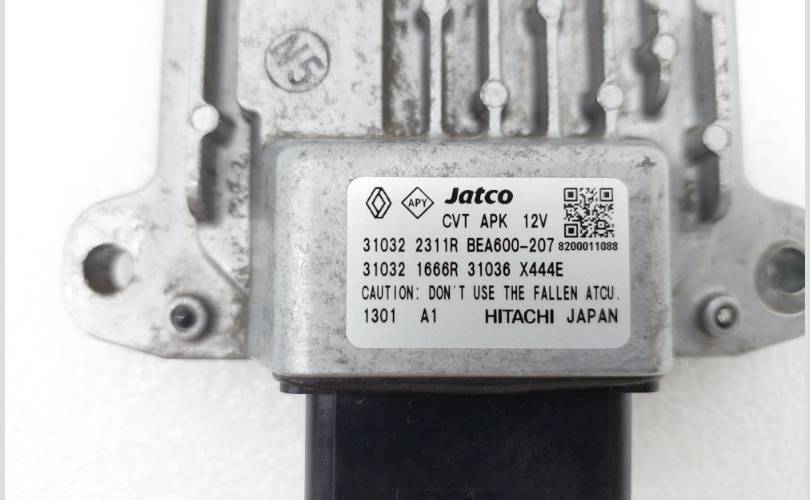 N5
APY Jatco
CVT APK 12V
31032 2311R BEA600-207 8200011088
31032 1666R 31036 X444E
CAUTION: DON'T USE THE FALLEN ATCU.
1301 A1 HITACHI JAPAN